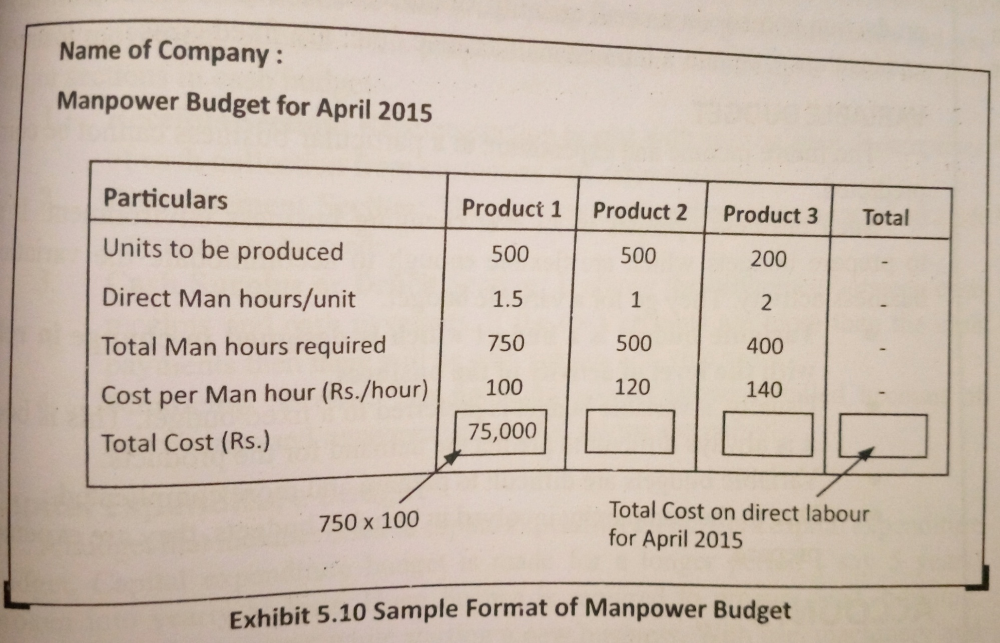 Name of Company :
Manpower Budget for April 2015
Particulars Product 1 Product 2 Product 3 Total
Units to be produced 500 500 200 -
Direct Man hours/unit 1.5 1 2 -
Total Man hours required 750 500 400 -
Cost per Man hour (Rs./hour) 100 120 140 -
Total Cost (Rs.) 75,000
750 x 100
Total Cost on direct labour
for April 2015
Exhibit 5.10 Sample Format of Manpower Budget